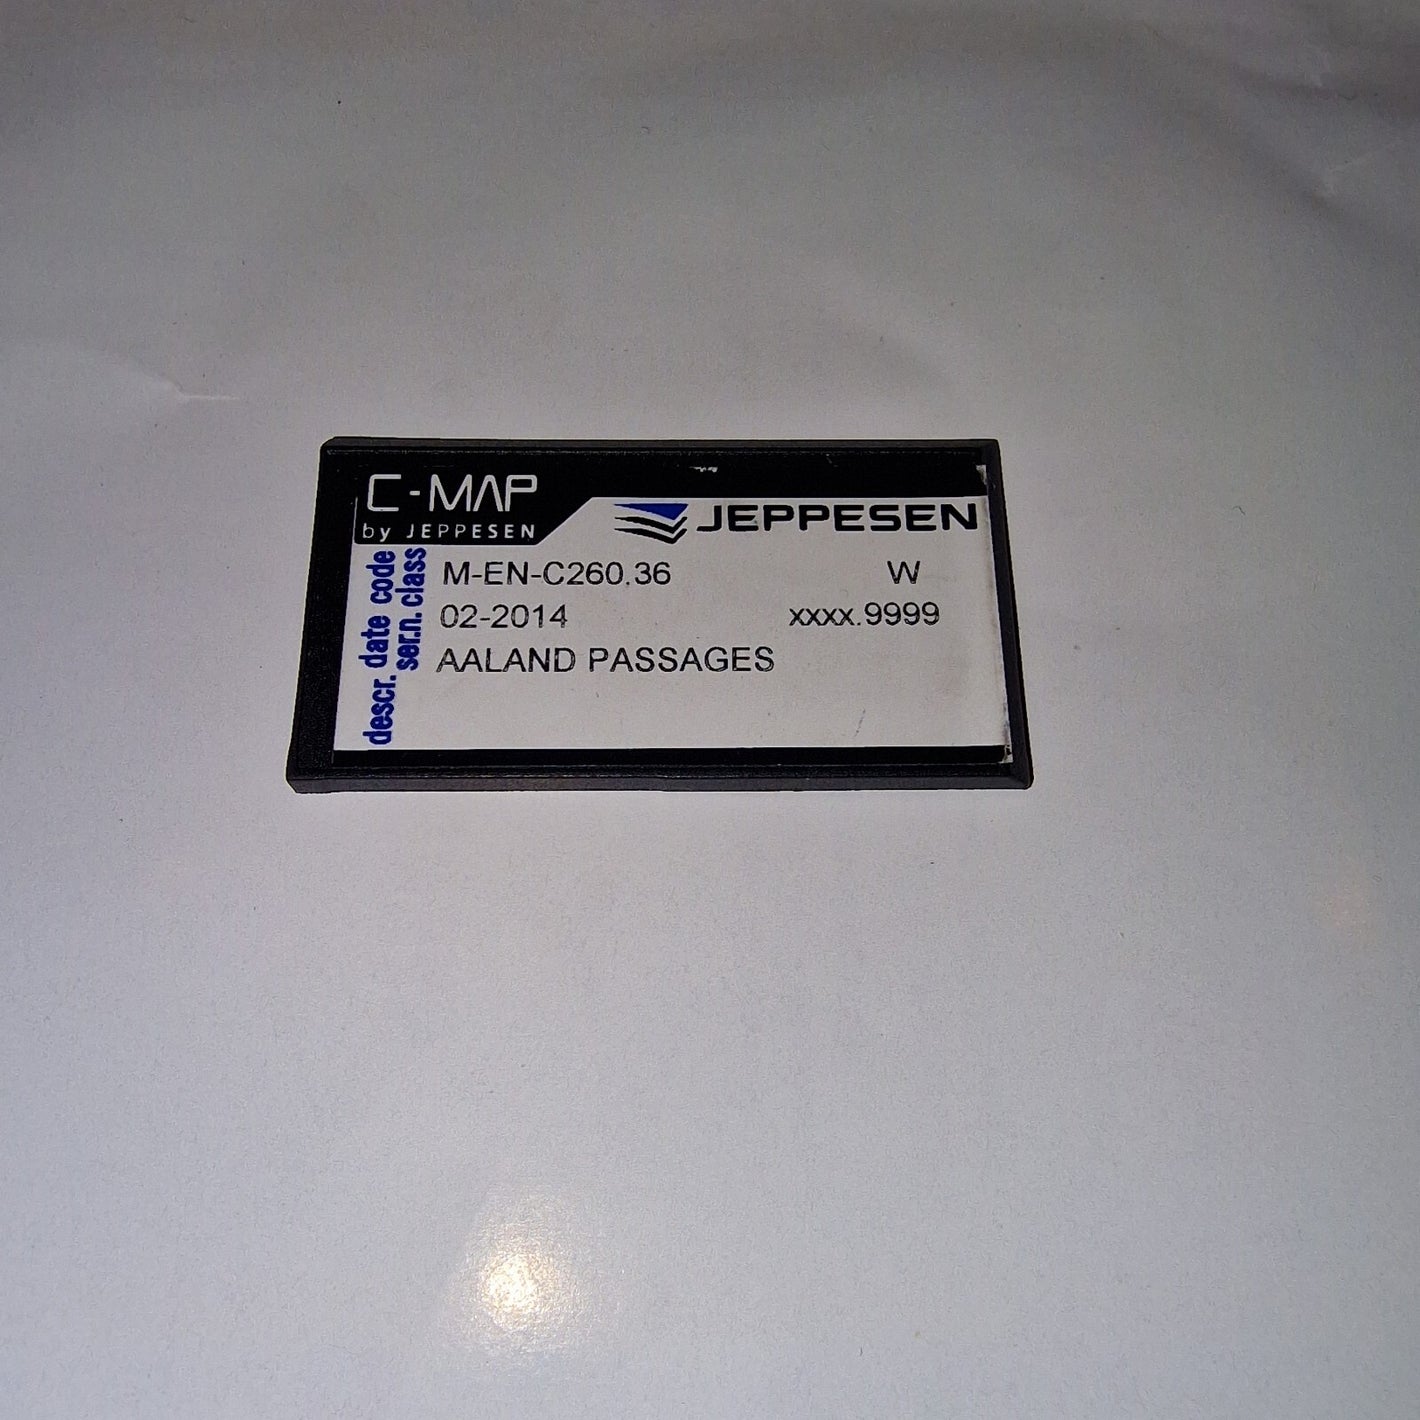 C-MAP
by JEPPESEN
JEPPESEN
code
class
M-EN-C260.36 W
date
ser.n.
02-2014 xxxx.9999
descr.
AALAND PASSAGES